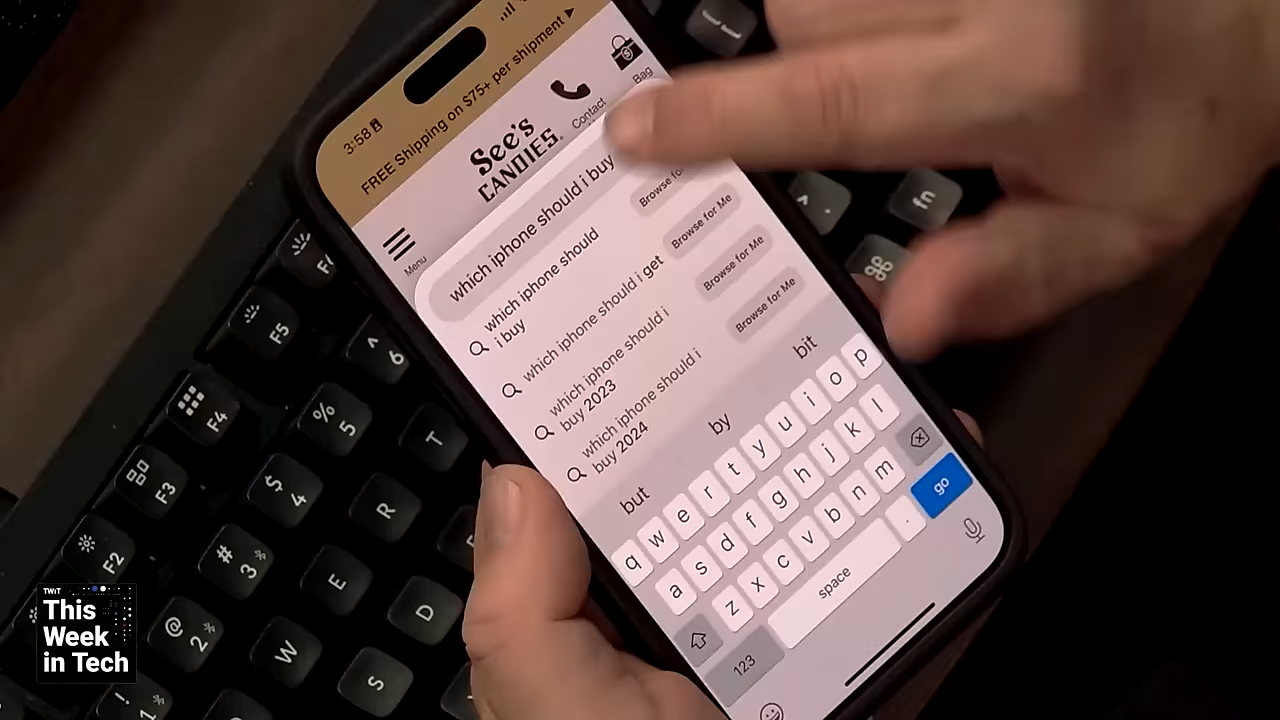 3:58
FREE Shipping on $75+ per shipment ▸
Menu
See's
CANDIES®
Contact
Bag
which iphone should i buy
which iphone should
i buy
Browse for
which iphone should i get
Browse for Me
which iphone should i
buy 2023
Browse for Me
which iphone should i
buy 2024
Browse for Me
but
by
bit
q w e r t y u i o p
a s d f g h j k l
z x c v b n m
123
space
.
go
F5
F4
F3
F2
^
6
%
5
$
4
#
3
@
2
!
1
T
R
E
W
D
S
fn
⌘
TWiT
This
Week
in Tech